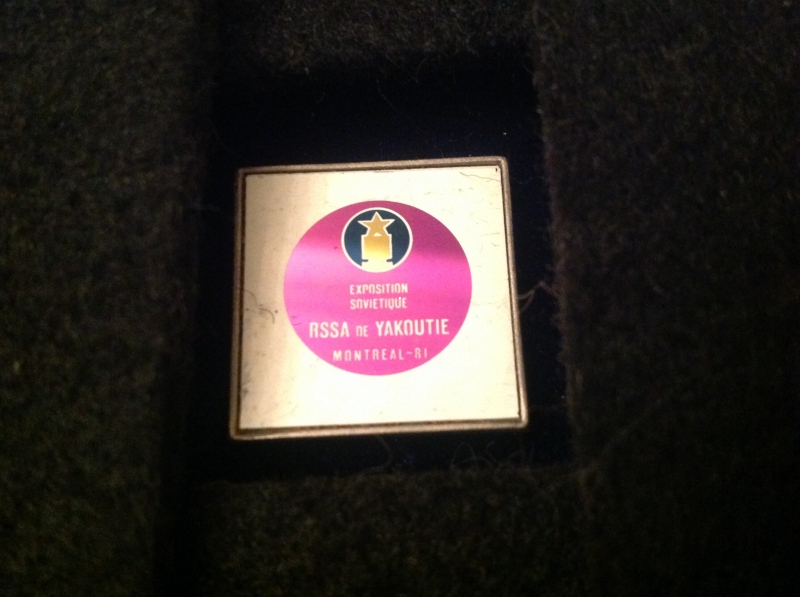 EXPOSITION
SOVIETIQUE
RSSA DE YAKOUTIE
MONTREAL-81